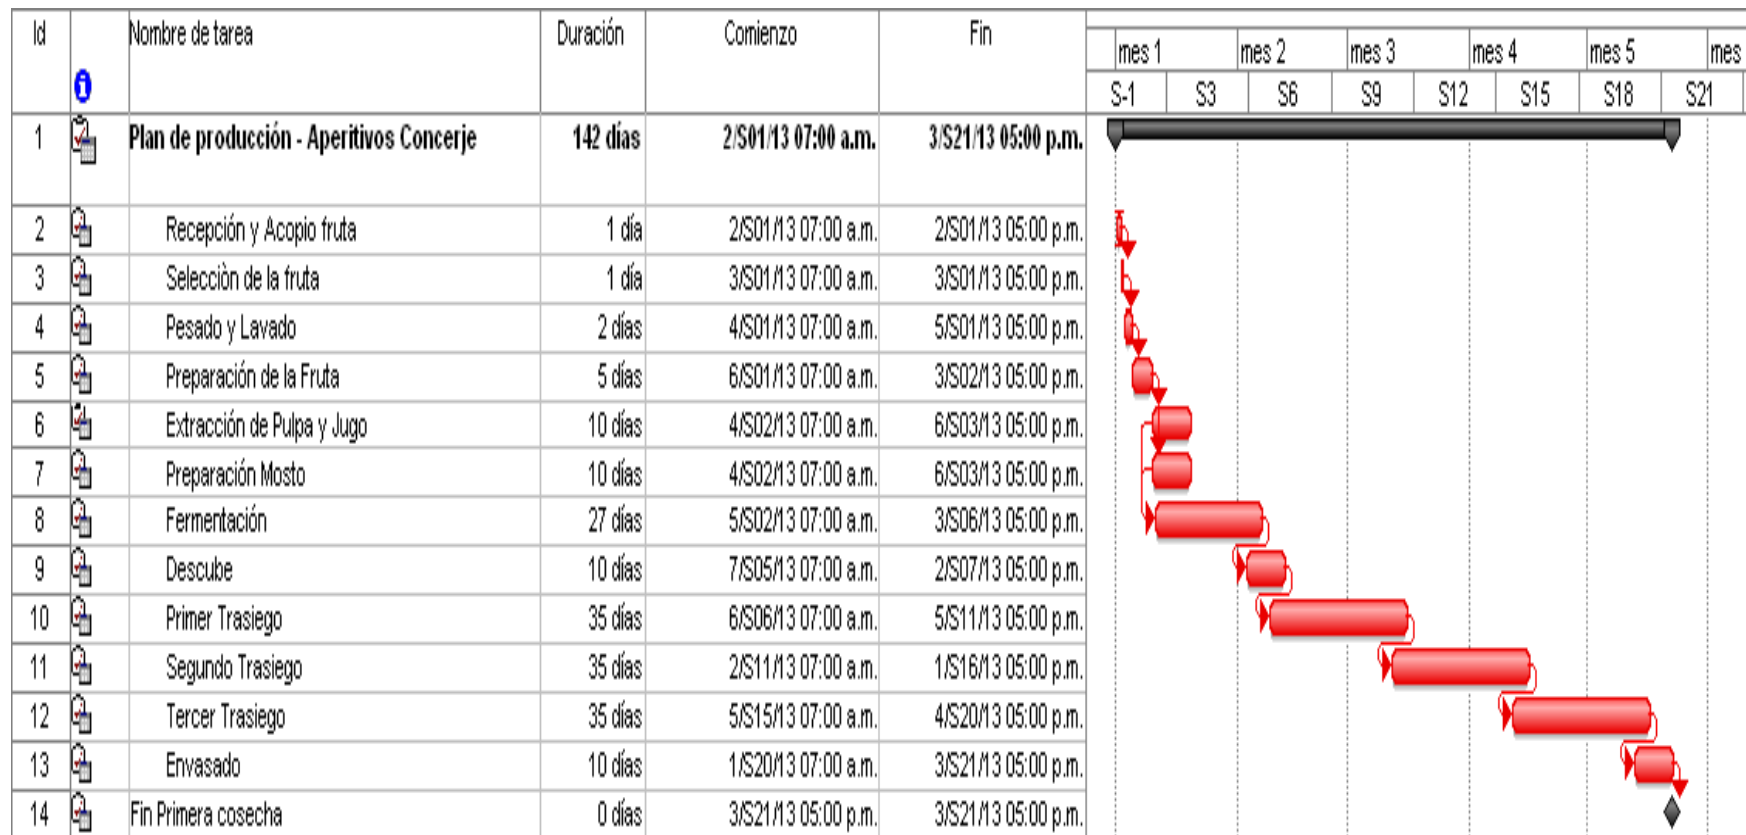 Id Nombre de tarea Duración Comienzo Fin
mes 1 mes 2 mes 3 mes 4 mes 5 mes
S-1 S3 S6 S9 S12 S15 S18 S21
1 Plan de producción - Aperitivos Concerje 142 días 2/S01/13 07:00 a.m. 3/S21/13 05:00 p.m.
2 Recepción y Acopio fruta 1 día 2/S01/13 07:00 a.m. 2/S01/13 05:00 p.m.
3 Selecciòn de la fruta 1 día 3/S01/13 07:00 a.m. 3/S01/13 05:00 p.m.
4 Pesado y Lavado 2 días 4/S01/13 07:00 a.m. 5/S01/13 05:00 p.m.
5 Preparación de la Fruta 5 días 6/S01/13 07:00 a.m. 3/S02/13 05:00 p.m.
6 Extracción de Pulpa y Jugo 10 días 4/S02/13 07:00 a.m. 6/S03/13 05:00 p.m.
7 Preparación Mosto 10 días 4/S02/13 07:00 a.m. 6/S03/13 05:00 p.m.
8 Fermentación 27 días 5/S02/13 07:00 a.m. 3/S06/13 05:00 p.m.
9 Descube 10 días 7/S05/13 07:00 a.m. 2/S07/13 05:00 p.m.
10 Primer Trasiego 35 días 6/S06/13 07:00 a.m. 5/S11/13 05:00 p.m.
11 Segundo Trasiego 35 días 2/S11/13 07:00 a.m. 1/S16/13 05:00 p.m.
12 Tercer Trasiego 35 días 5/S15/13 07:00 a.m. 4/S20/13 05:00 p.m.
13 Envasado 10 días 1/S20/13 07:00 a.m. 3/S21/13 05:00 p.m.
14 Fin Primera cosecha 0 días 3/S21/13 05:00 p.m. 3/S21/13 05:00 p.m.